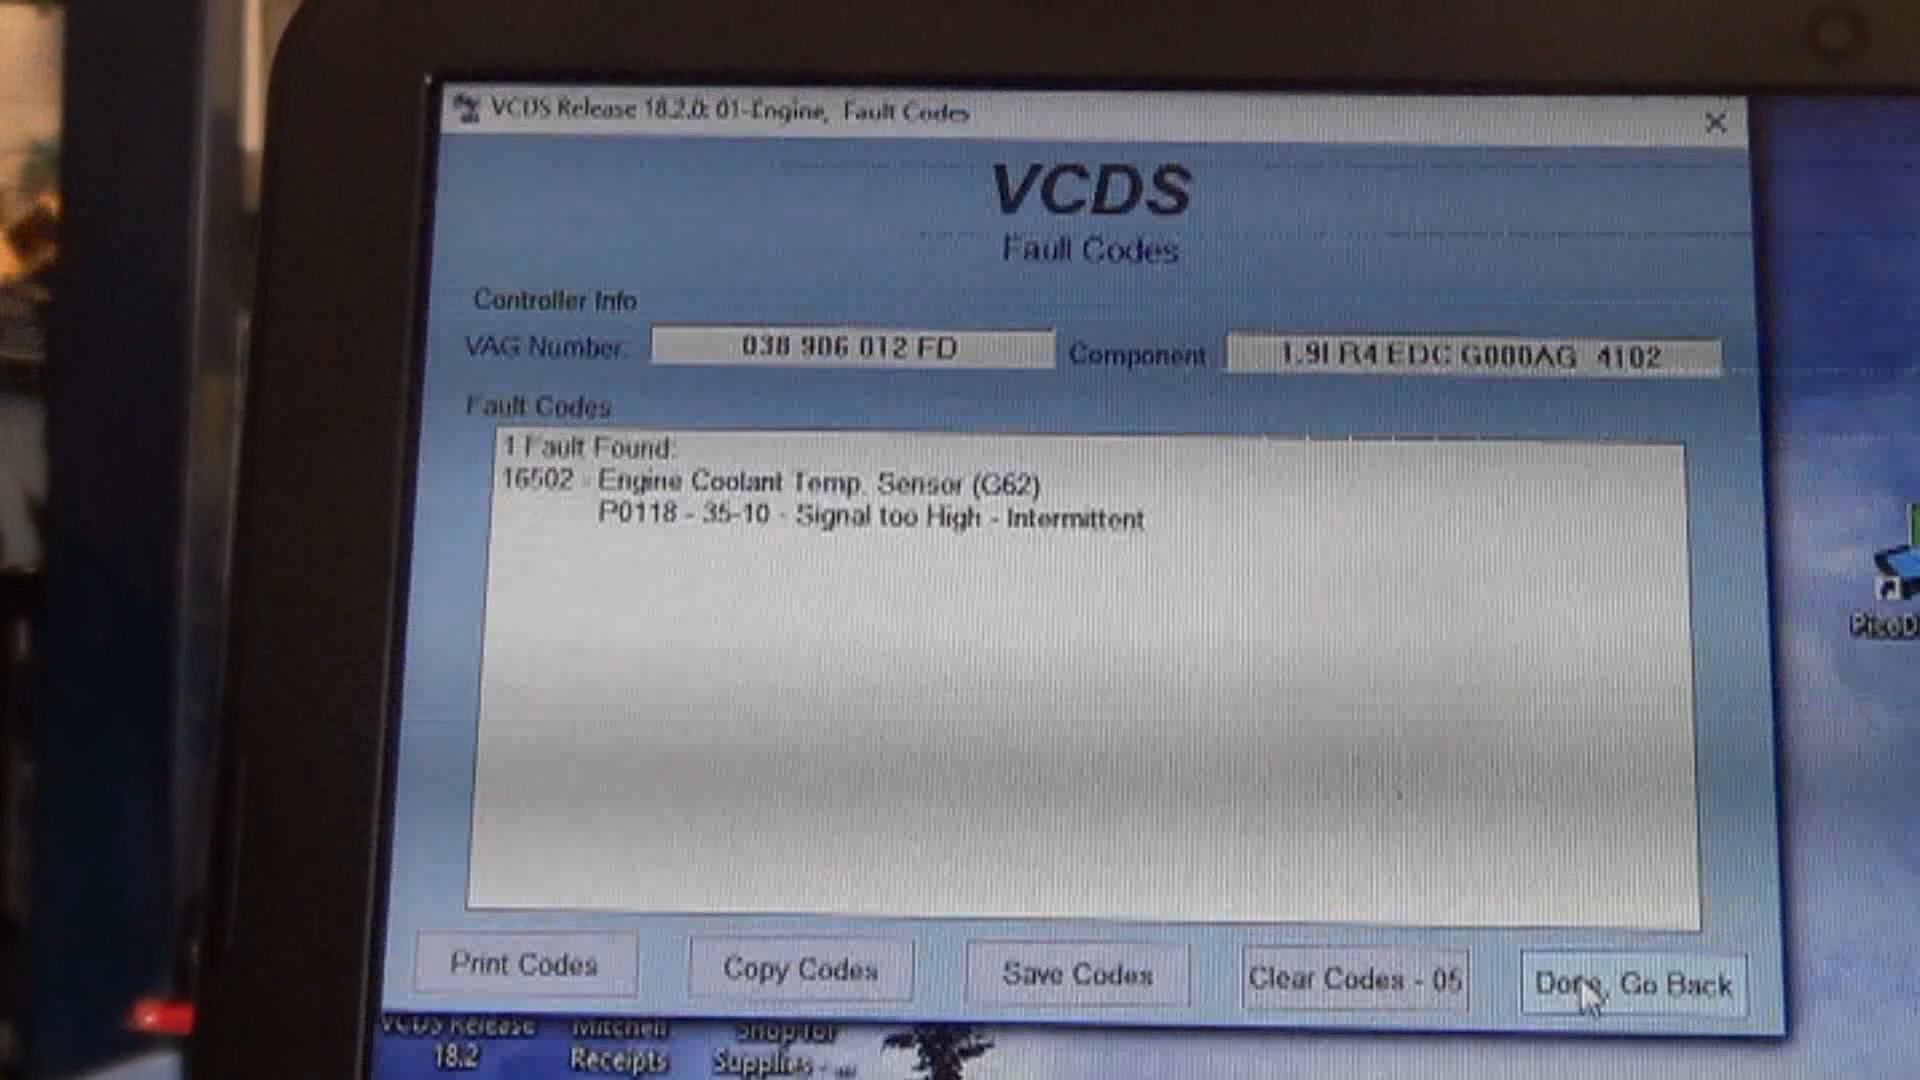 VCDS Release 18.2.0: 01-Engine, Fault Codes
VCDS
Fault Codes
Controller Info
VAG Number: 038 906 012 FD Component 1.9l R4 EDC G000AG 4102
Fault Codes
1 Fault Found:
16502 - Engine Coolant Temp. Sensor (G62)
P0118 - 35-10 - Signal too High - Intermittent
Print Codes Copy Codes Save Codes Clear Codes - 05 Done, Go Back
VCDS Release
18.2
Mitchell
Receipts
Shop for
Supplies - ...